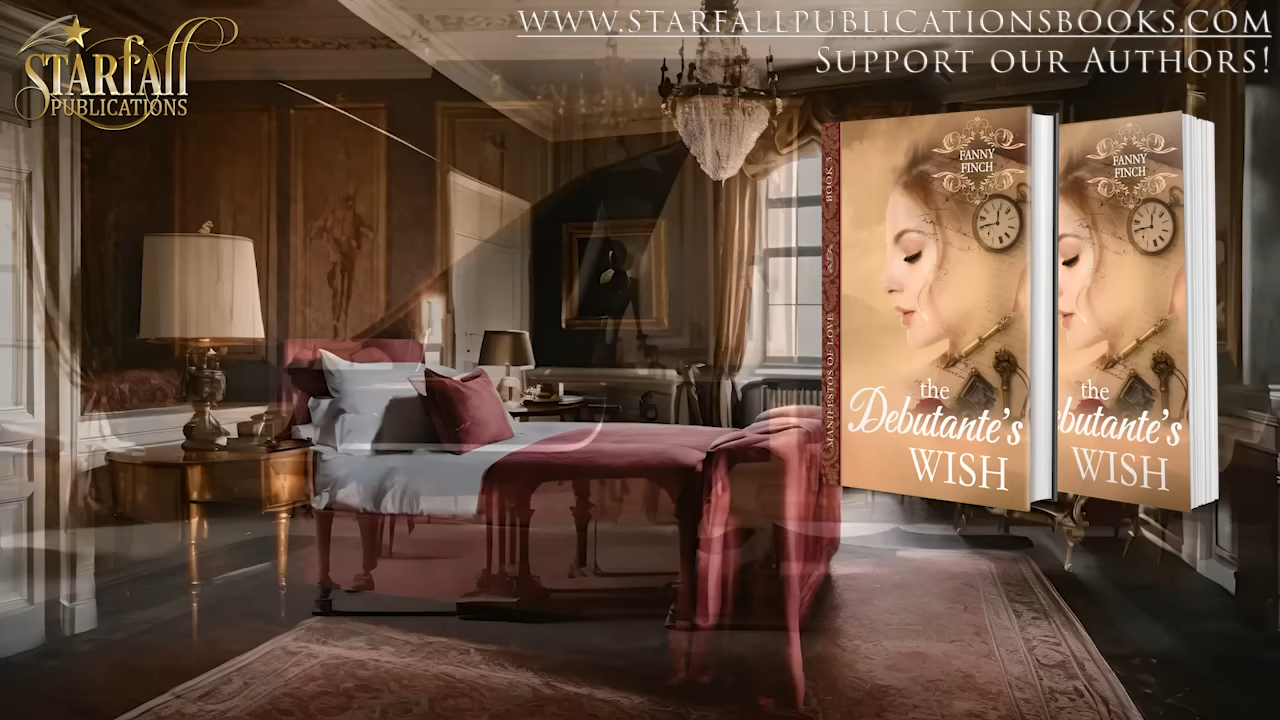 STARfall
PUBLICATIONS
WWW.STARFALLPUBLICATIONSBOOKS.COM
SUPPORT OUR AUTHORS!
BOOK 3
MANIFESTOS OF LOVE
FANNY
FINCH
the
Debutante's
WISH
FANNY
FINCH
the
ebutante's
WISH